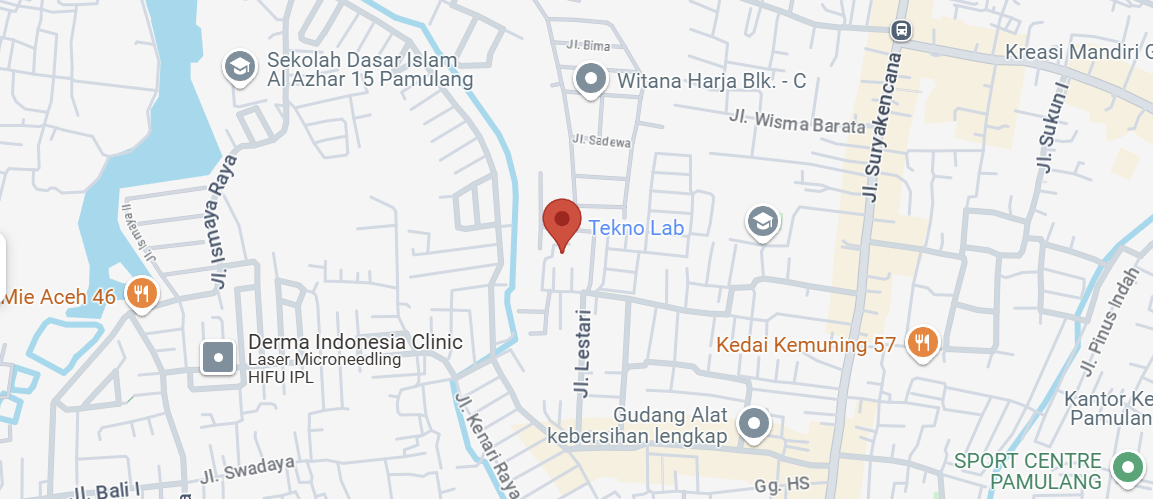 Jl. Bima
Kreasi Mandiri G
Sekolah Dasar Islam
Al Azhar 15 Pamulang
Witana Harja Blk. - C
Jl. Wisma Barata
Jl. Suryakencana
Jl. Sukun I
Jl. Sadewa
Jl. Ismaya Raya
Jl. Ismaya II
Tekno Lab
Mie Aceh 46
Jl. Pinus Indah
Derma Indonesia Clinic
Laser Microneedling
HIFU IPL
Jl. Lestari
Kedai Kemuning 57
Kantor Ke
Pamulan
Jl. Kenari Raya
Gudang Alat
kebersihan lengkap
Jl. Swadaya
SPORT CENTRE
PAMULANG
Jl. Bali I
Gg. HS